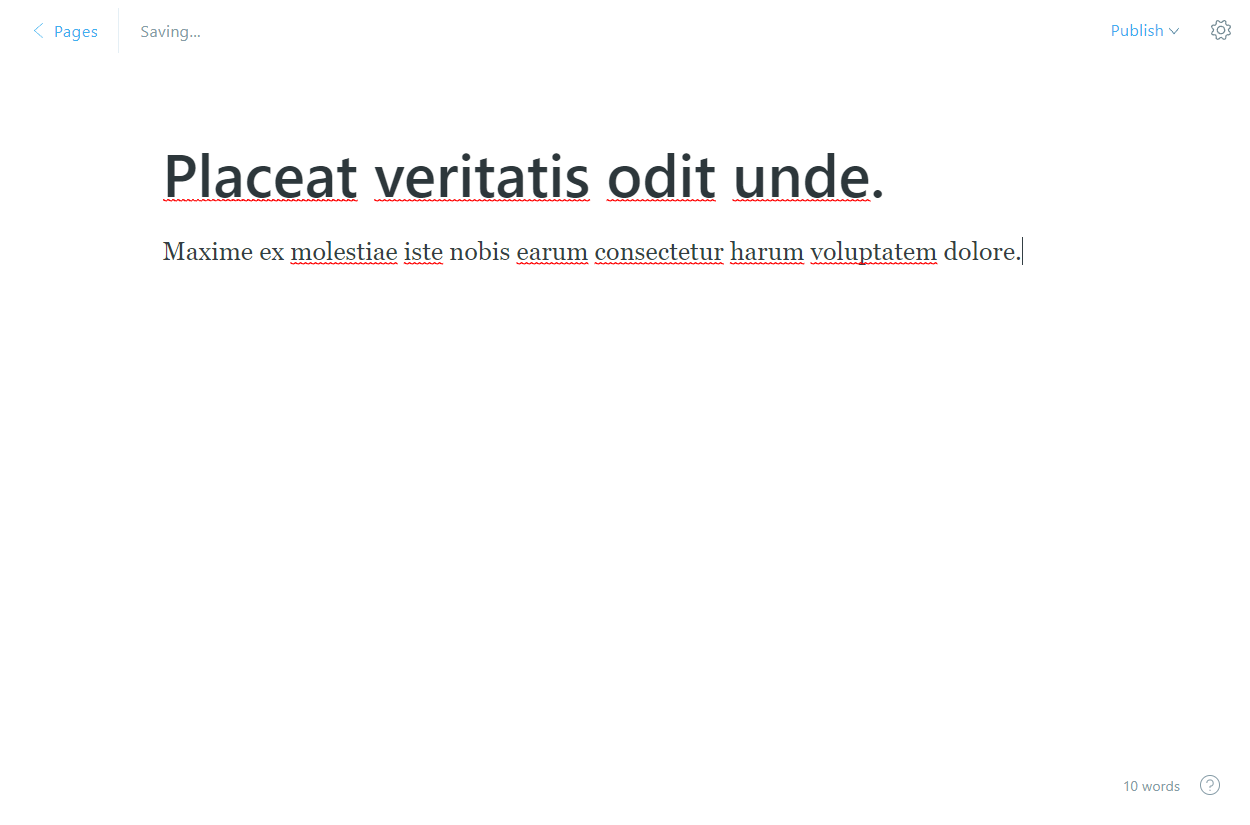 Pages
Saving...
Publish
Placeat veritatis odit unde.
Maxime ex molestiae iste nobis earum consectetur harum voluptatem dolore.
10 words
?